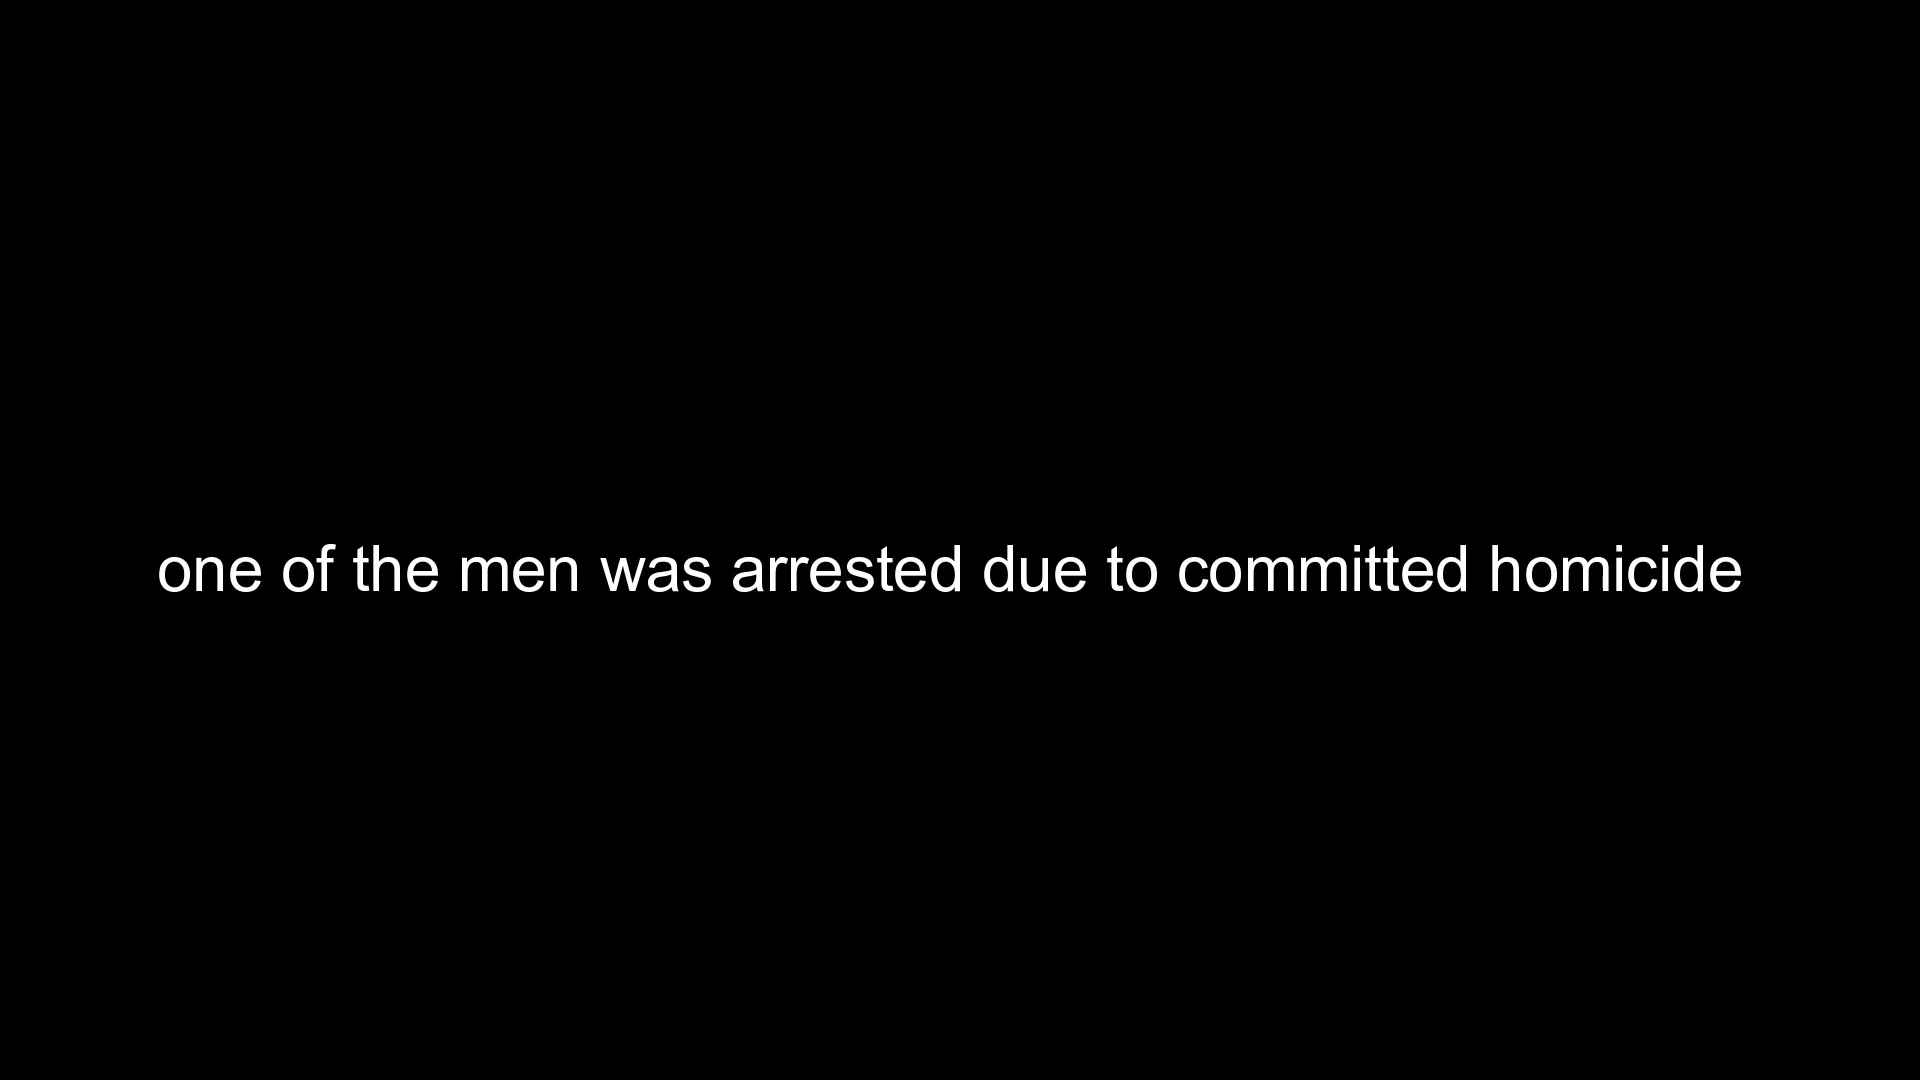 one of the men was arrested due to committed homicide